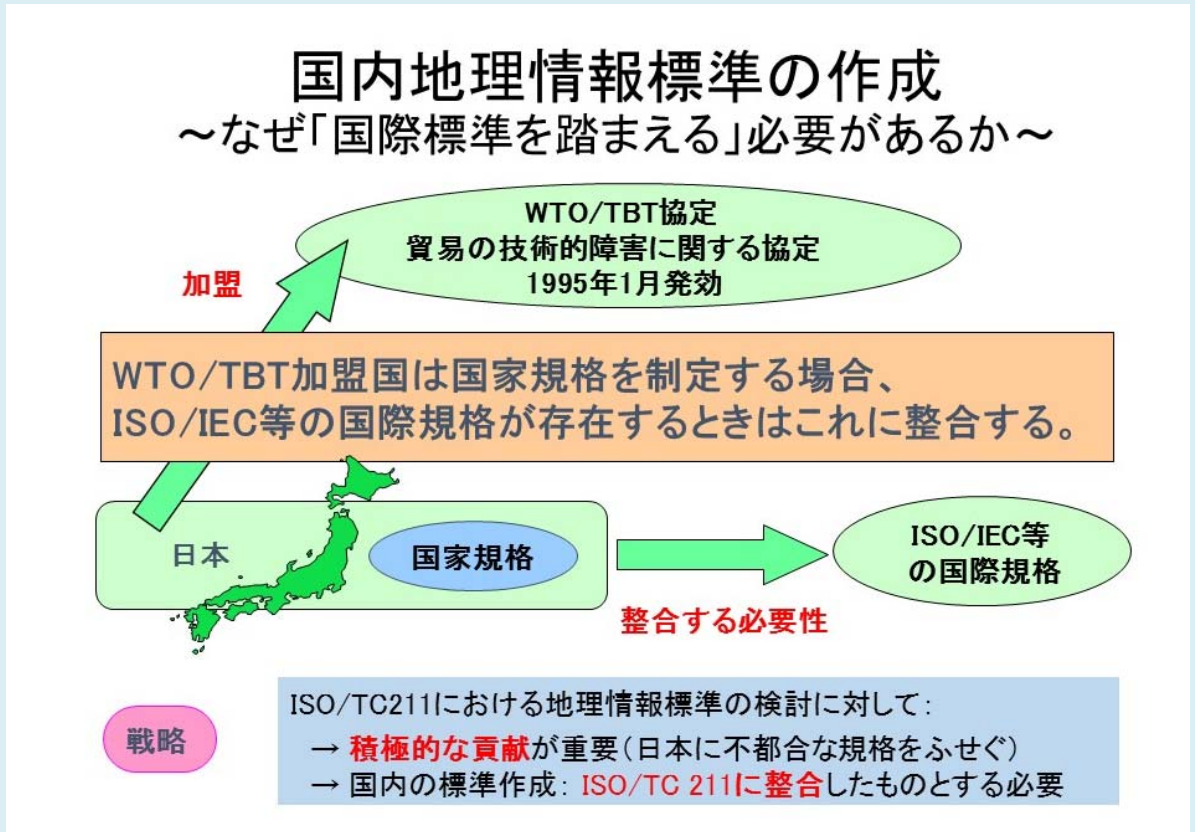 国内地理情報標準の作成
～なぜ「国際標準を踏まえる」必要があるか～
WTO/TBT協定
貿易の技術的障害に関する協定
1995年1月発効
加盟
WTO/TBT加盟国は国家規格を制定する場合、
ISO/IEC等の国際規格が存在するときはこれに整合する。
日本
国家規格
ISO/IEC等
の国際規格
整合する必要性
戦略
ISO/TC211における地理情報標準の検討に対して：
→ 積極的な貢献が重要（日本に不都合な規格をふせぐ）
→ 国内の標準作成： ISO/TC 211に整合したものとする必要